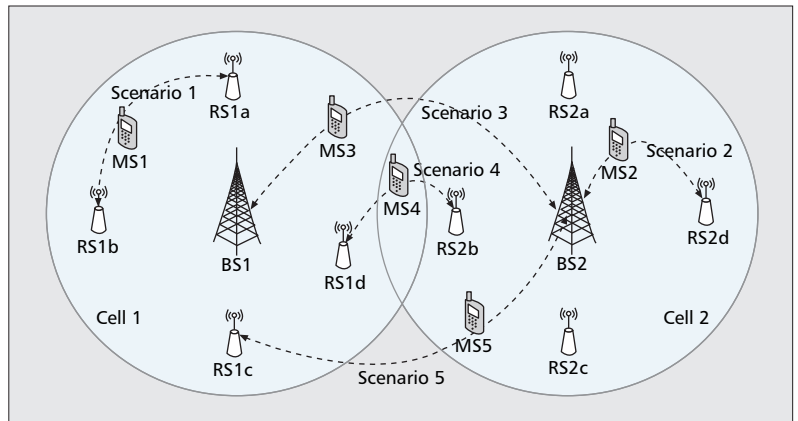 Scenario 1
RS1a
MS1
RS1b
BS1
MS3
Scenario 3
RS2a
MS2
Scenario 2
Scenario 4
MS4
RS2b
RS1d
BS2
RS2d
Cell 1
RS1c
MS5
Scenario 5
RS2c
Cell 2